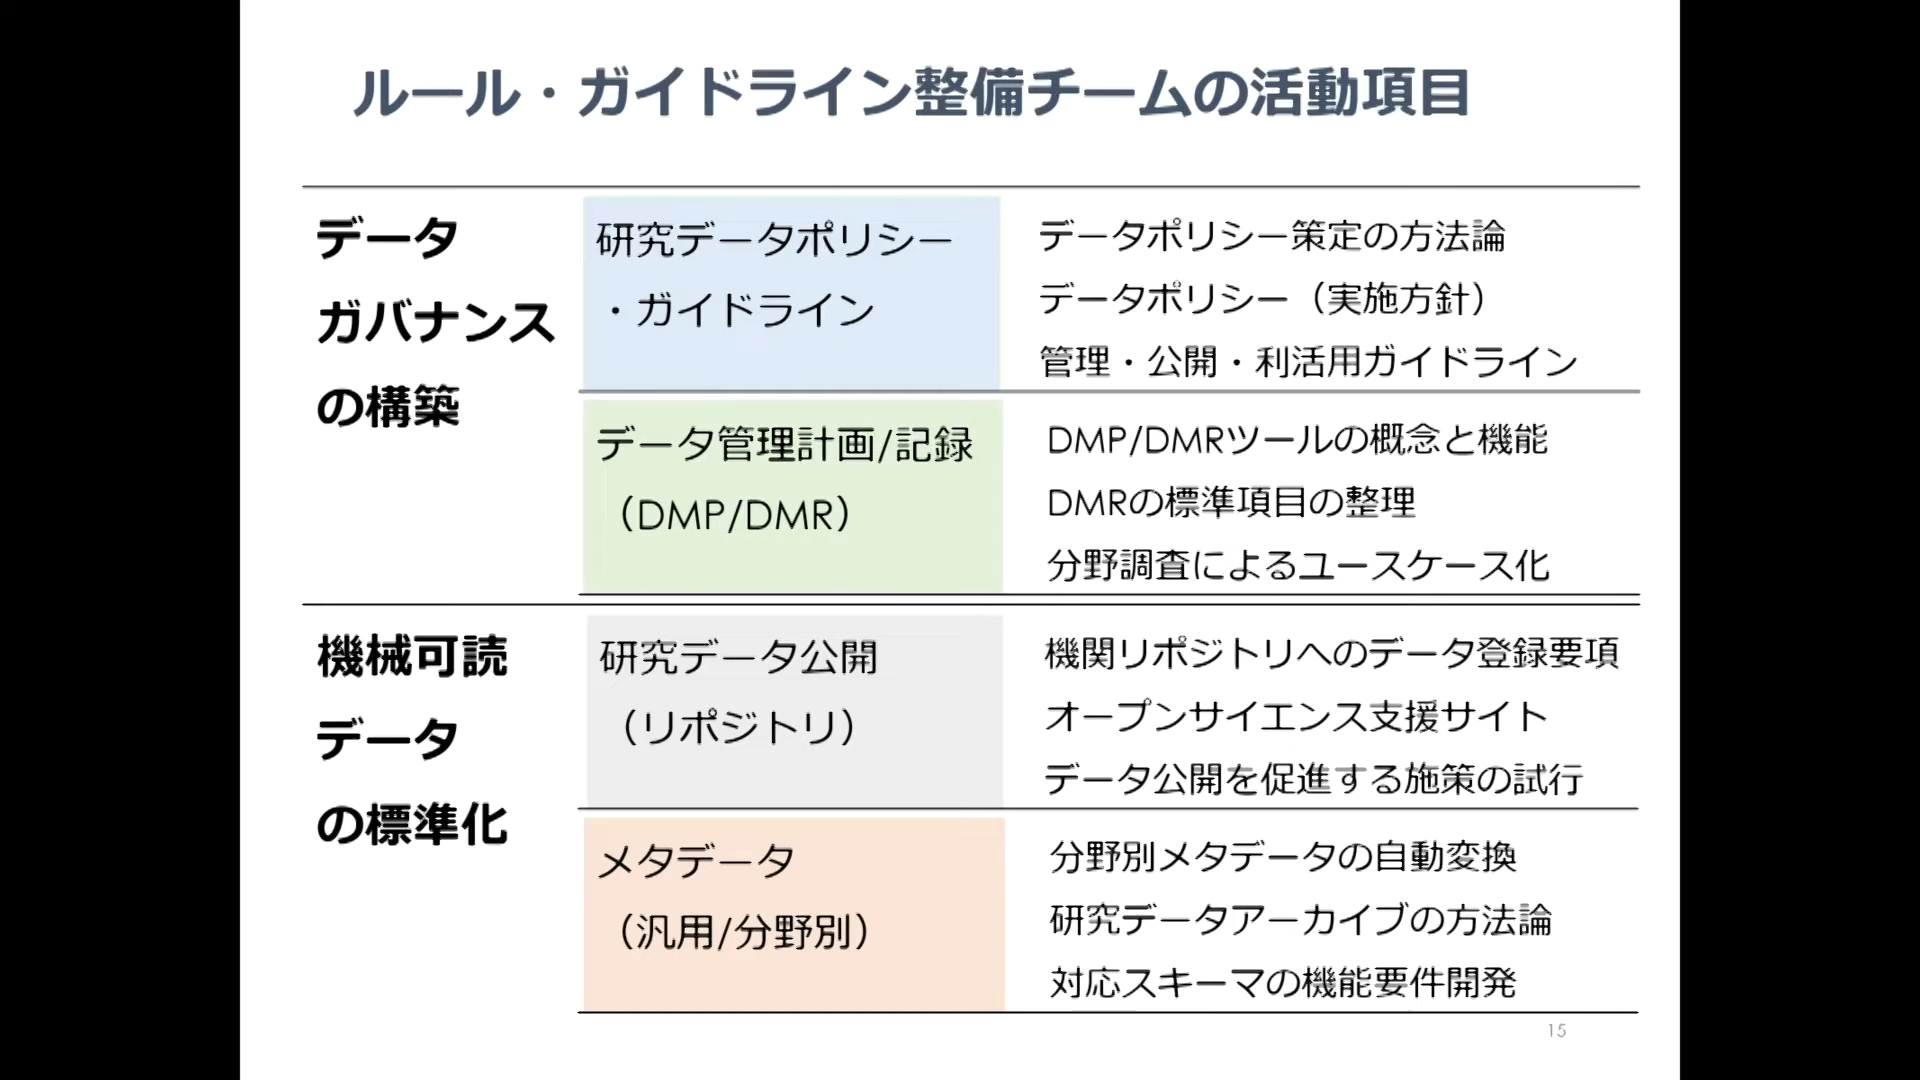 ルール・ガイドライン整備チームの活動項目
データ
ガバナンス
の構築
研究データポリシー
・ガイドライン
データポリシー策定の方法論
データポリシー（実施方針）
管理・公開・利活用ガイドライン
データ管理計画/記録
（DMP/DMR）
DMP/DMRツールの概念と機能
DMRの標準項目の整理
分野調査によるユースケース化
機械可読
データ
の標準化
研究データ公開
（リポジトリ）
機関リポジトリへのデータ登録要項
オープンサイエンス支援サイト
データ公開を促進する施策の試行
メタデータ
（汎用/分野別）
分野別メタデータの自動変換
研究データアーカイブの方法論
対応スキーマの機能要件開発
15